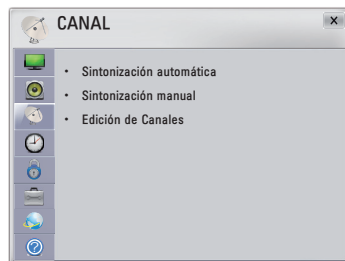 CANAL
x
• Sintonización automática
• Sintonización manual
• Edición de Canales
?